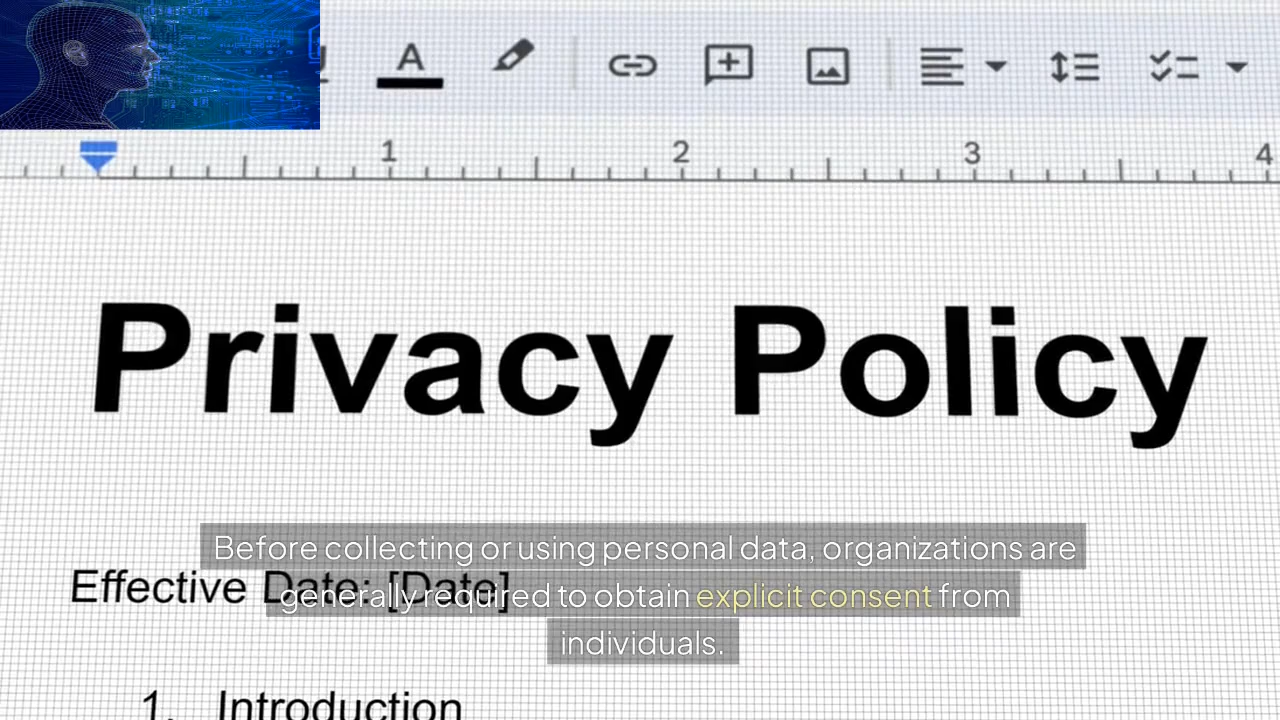 A
1 2 3 4
Privacy Policy
Effective Date: [Date]
Before collecting or using personal data, organizations are
generally required to obtain explicit consent from
individuals.
1. Introduction